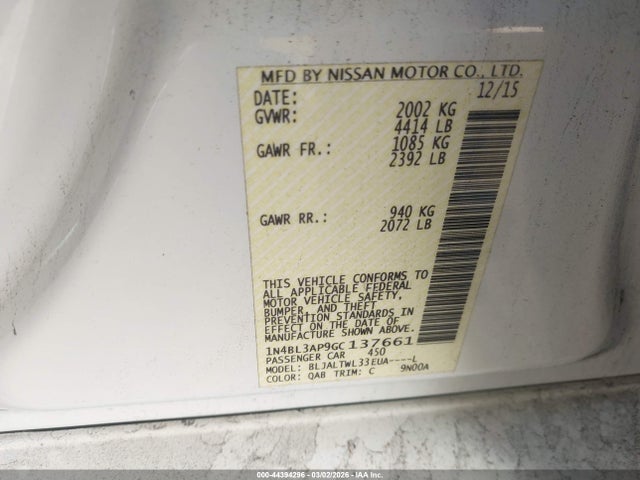 MFD BY NISSAN MOTOR CO., LTD.
DATE: 12/15
GVWR: 2002 KG
4414 LB
GAWR FR.: 1085 KG
2392 LB
GAWR RR.: 940 KG
2072 LB
THIS VEHICLE CONFORMS TO
ALL APPLICABLE FEDERAL
MOTOR VEHICLE SAFETY,
BUMPER, AND THEFT
PREVENTION STANDARDS IN
EFFECT ON THE DATE OF
MANUFACTURE SHOWN ABOVE.
1N4BL3AP9GC137661
PASSENGER CAR 450
MODEL: BLJALTWL33EUA----L
COLOR: QAB TRIM: C 9N00A
000-44394296 - 03/02/2026 - IAA Inc.